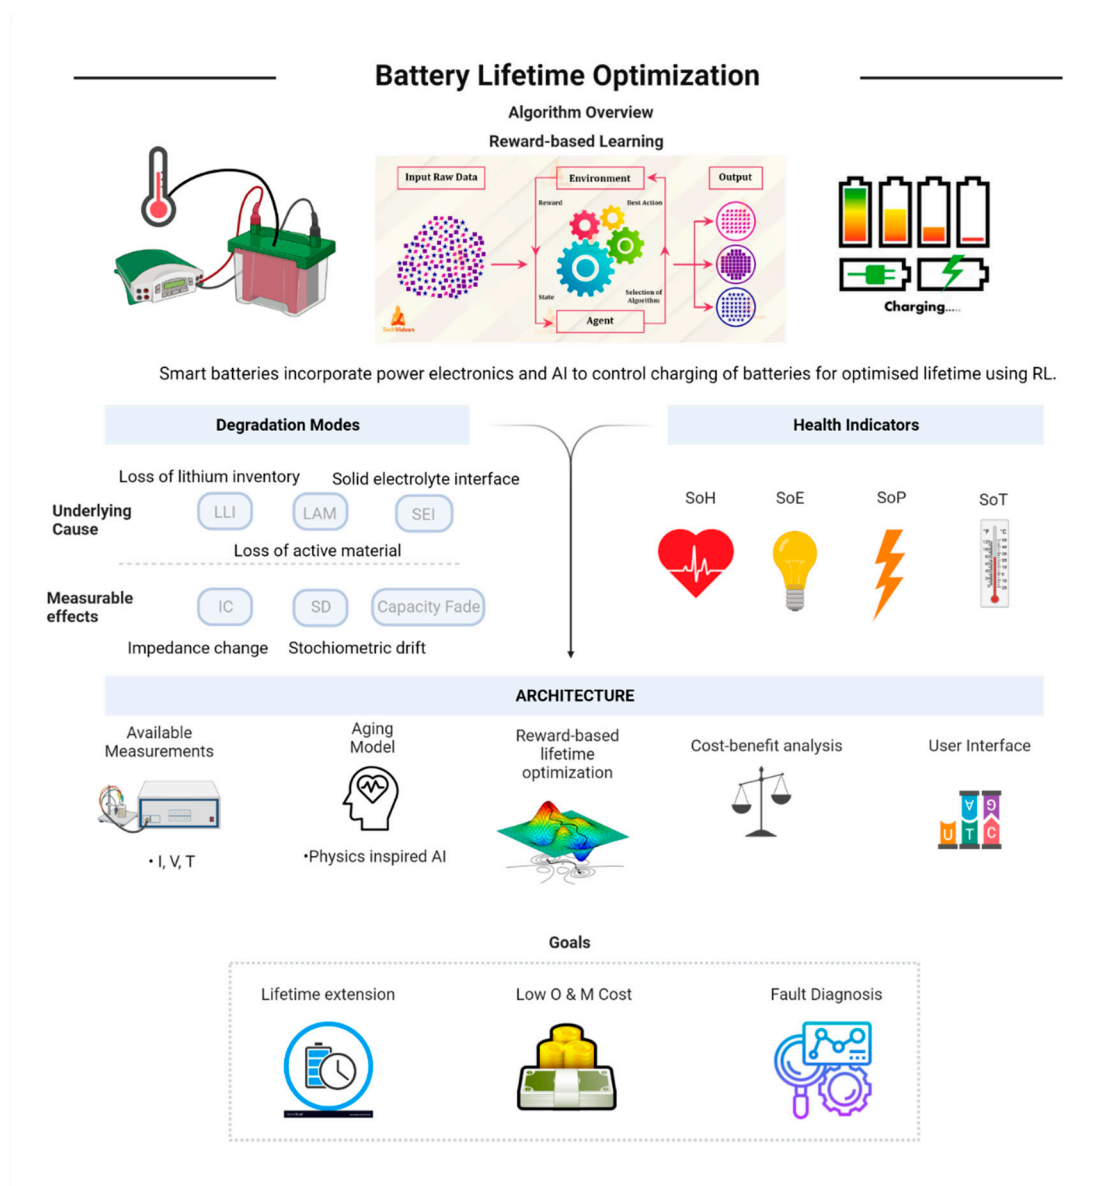 Battery Lifetime Optimization
Algorithm Overview
Reward-based Learning
Input Raw Data
Environment
Output
Reward
Best Action
State
Selection of
Algorithm
Agent
TechVidvan
Charging.....
Smart batteries incorporate power electronics and AI to control charging of batteries for optimised lifetime using RL.
Degradation Modes
Health Indicators
Loss of lithium inventory
Solid electrolyte interface
Underlying
Cause
LLI
LAM
SEI
Loss of active material
Measurable
effects
IC
SD
Capacity Fade
Impedance change
Stochiometric drift
SoH
SoE
SoP
SoT
°F
°C
ARCHITECTURE
Available
Measurements
• I, V, T
Aging
Model
•Physics inspired AI
Reward-based
lifetime
optimization
Cost-benefit analysis
User Interface
A
G
U
T
C
Goals
Lifetime extension
Low O & M Cost
Fault Diagnosis